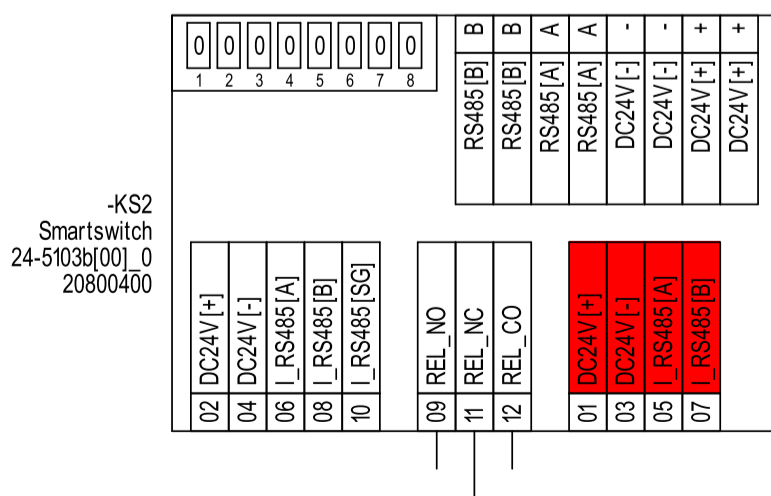 0 0 0 0 0 0 0 0
1 2 3 4 5 6 7 8
B B A A - - + +
RS485[B] RS485[B] RS485[A] RS485[A] DC24V[-] DC24V[-] DC24V[+] DC24V[+]
-KS2
Smartswitch
24-5103b[00]_0
20800400
02 DC24V[+]
04 DC24V[-]
06 I_RS485[A]
08 I_RS485[B]
10 I_RS485[SG]
09 REL_NO
11 REL_NC
12 REL_CO
01 DC24V[+]
03 DC24V[-]
05 I_RS485[A]
07 I_RS485[B]